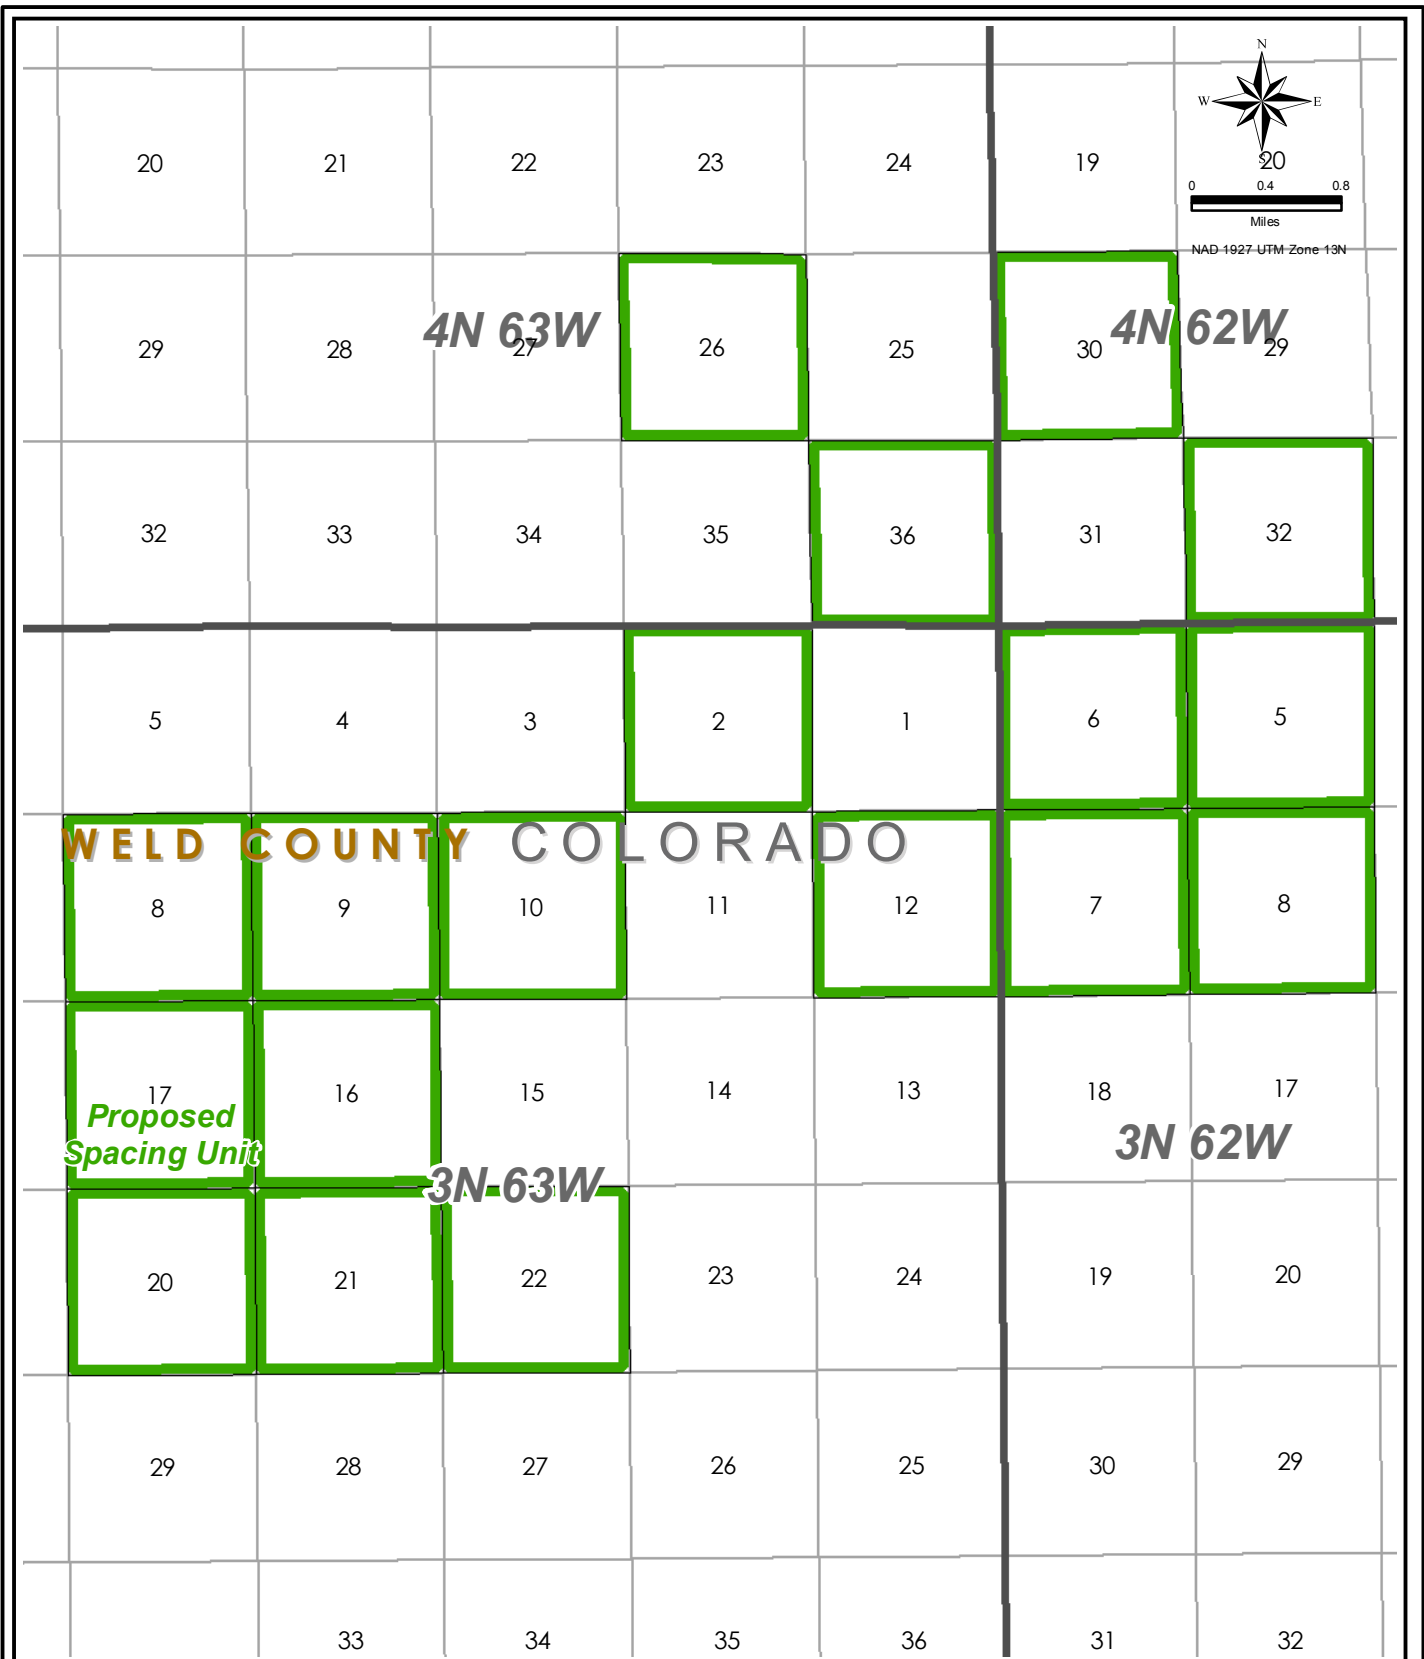 N
W E
S
20 21 22 23 24 19 20
0 0.4 0.8
Miles
NAD 1927 UTM Zone 13N
4N 63W 4N 62W
29 28 27 26 25 30 29
32 33 34 35 36 31 32
5 4 3 2 1 6 5
WELD COUNTY COLORADO
8 9 10 11 12 7 8
17 16 15 14 13 18 17
Proposed
Spacing Unit
3N 63W 3N 62W
20 21 22 23 24 19 20
29 28 27 26 25 30 29
33 34 35 36 31 32